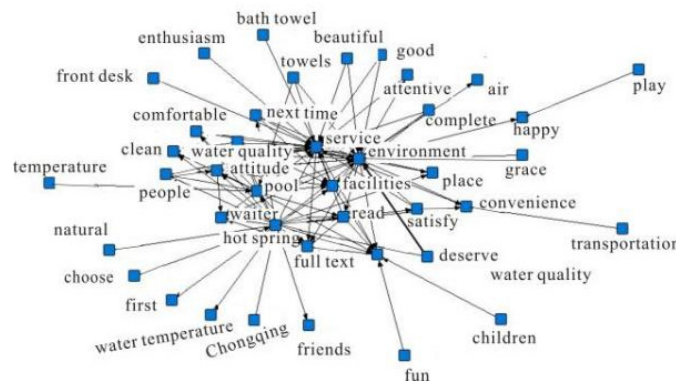 bath towel
enthusiasm
beautiful
good
towels
front desk
attentive
air
play
next time
comfortable
complete
happy
service
clean
water quality
environment
grace
temperature
attitude
people
pool
facilities
place
waiter
read
satisfy
convenience
natural
hot spring
transportation
full text
deserve
choose
water quality
first
water temperature
Chongqing
friends
children
fun